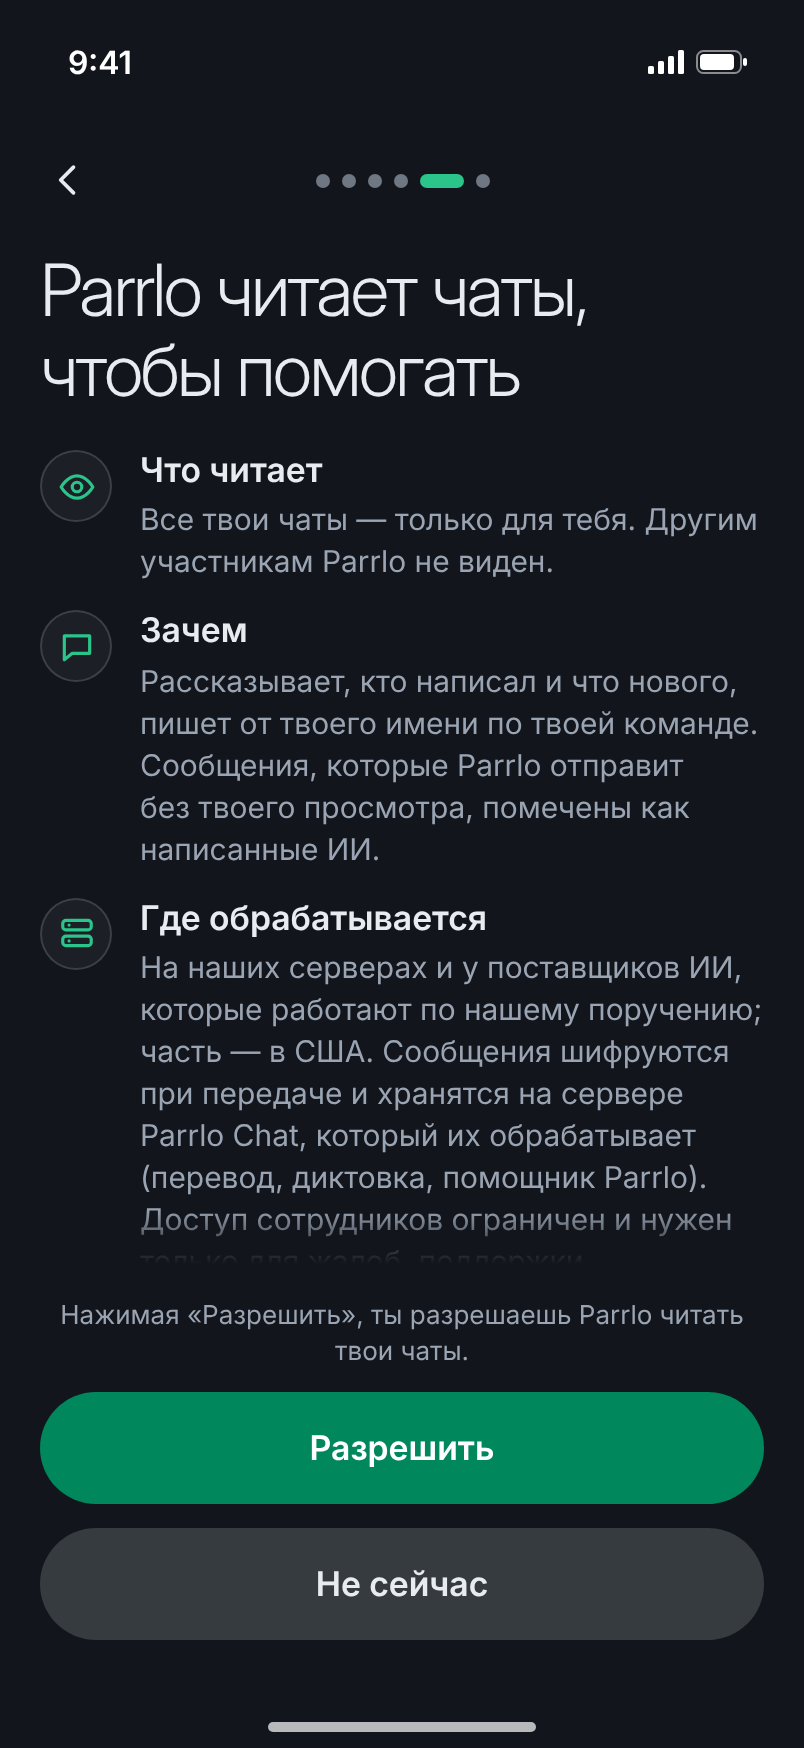 9:41
Parrlo читает чаты,
чтобы помогать
Что читает
Все твои чаты — только для тебя. Другим
участникам Parrlo не виден.
Зачем
Рассказывает, кто написал и что нового,
пишет от твоего имени по твоей команде.
Сообщения, которые Parrlo отправит
без твоего просмотра, помечены как
написанные ИИ.
Где обрабатывается
На наших серверах и у поставщиков ИИ,
которые работают по нашему поручению;
часть — в США. Сообщения шифруются
при передаче и хранятся на сервере
Parrlo Chat, который их обрабатывает
(перевод, диктовка, помощник Parrlo).
Доступ сотрудников ограничен и нужен
только для жалоб, поддержки
Нажимая «Разрешить», ты разрешаешь Parrlo читать
твои чаты.
Разрешить
Не сейчас